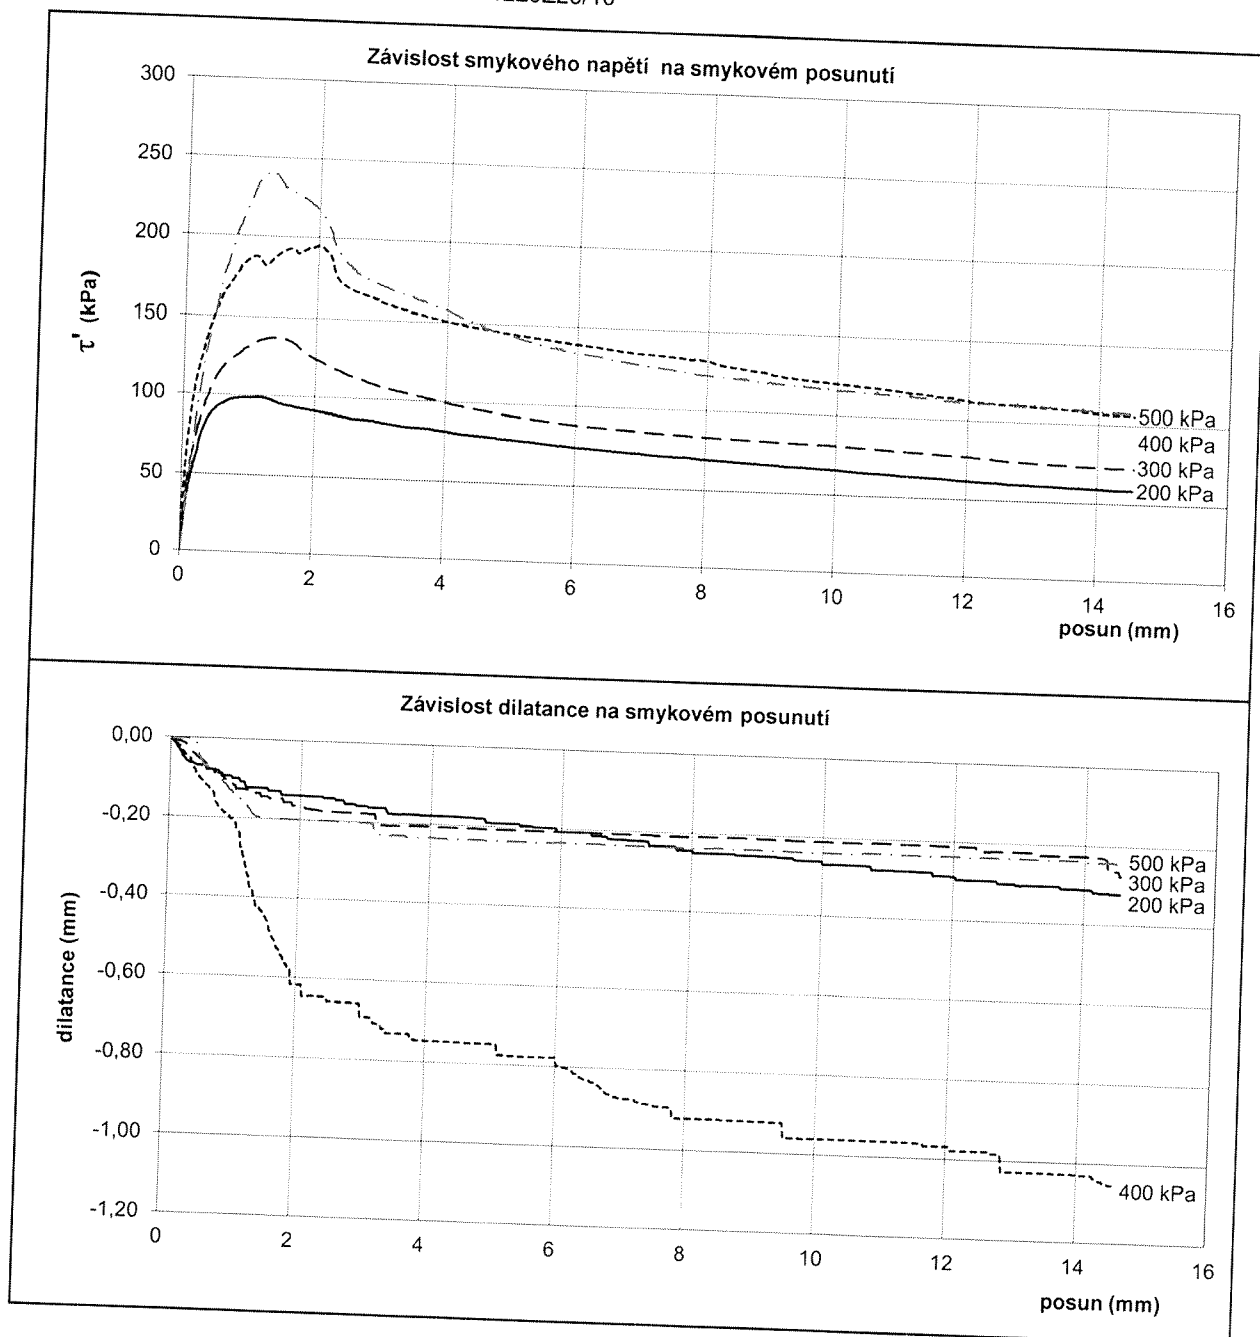 Závislost smykového napětí na smykovém posunutí
300
250
200
150
100
50
0
τ' (kPa)
0 2 4 6 8 10 12 14 16
posun (mm)
500 kPa
400 kPa
300 kPa
200 kPa
Závislost dilatance na smykovém posunutí
0,00
-0,20
-0,40
-0,60
-0,80
-1,00
-1,20
dilatance (mm)
500 kPa
300 kPa
200 kPa
400 kPa
0 2 4 6 8 10 12 14 16
posun (mm)